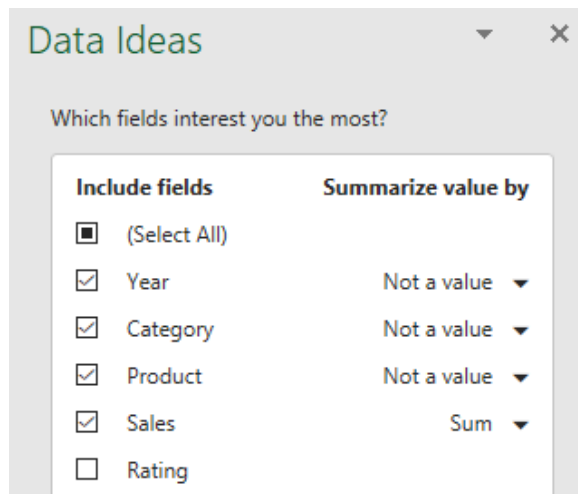 Data Ideas
Which fields interest you the most?
Include fields Summarize value by
(Select All)
Year Not a value
Category Not a value
Product Not a value
Sales Sum
Rating